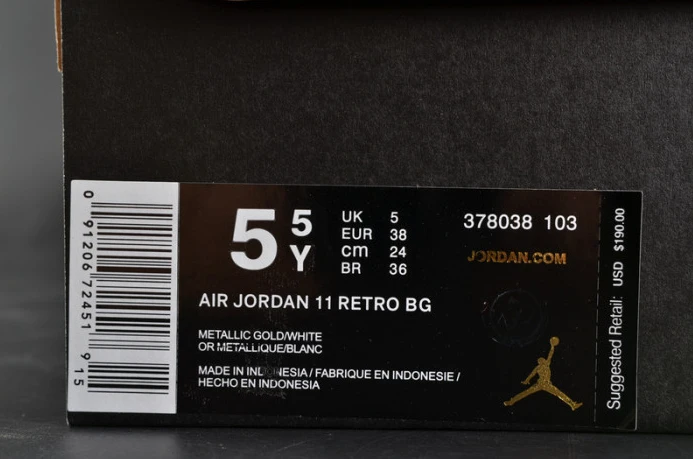 0 91206 72451 9 15
5 5 Y
UK 5
EUR 38
cm 24
BR 36
378038 103
JORDAN.COM
AIR JORDAN 11 RETRO BG
METALLIC GOLD/WHITE
OR METALLIQUE/BLANC
MADE IN INDONESIA / FABRIQUE EN INDONESIE /
HECHO EN INDONESIA
Suggested Retail: USD $190.00